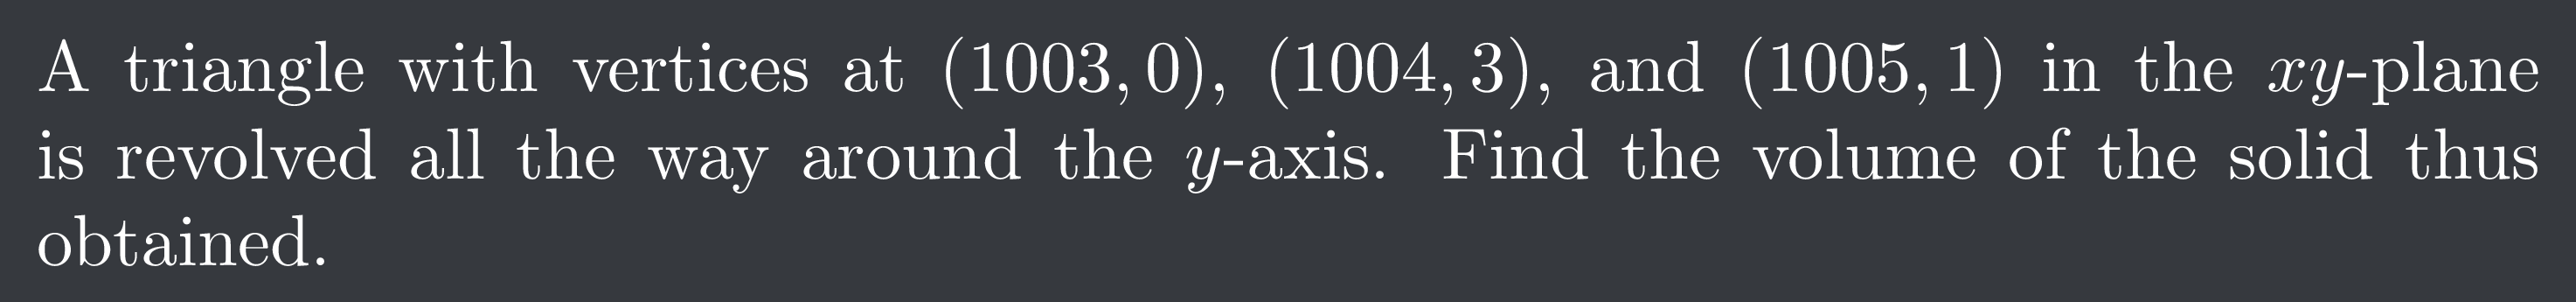 A triangle with vertices at (1003, 0), (1004, 3), and (1005, 1) in the xy-plane
is revolved all the way around the y-axis. Find the volume of the solid thus
obtained.